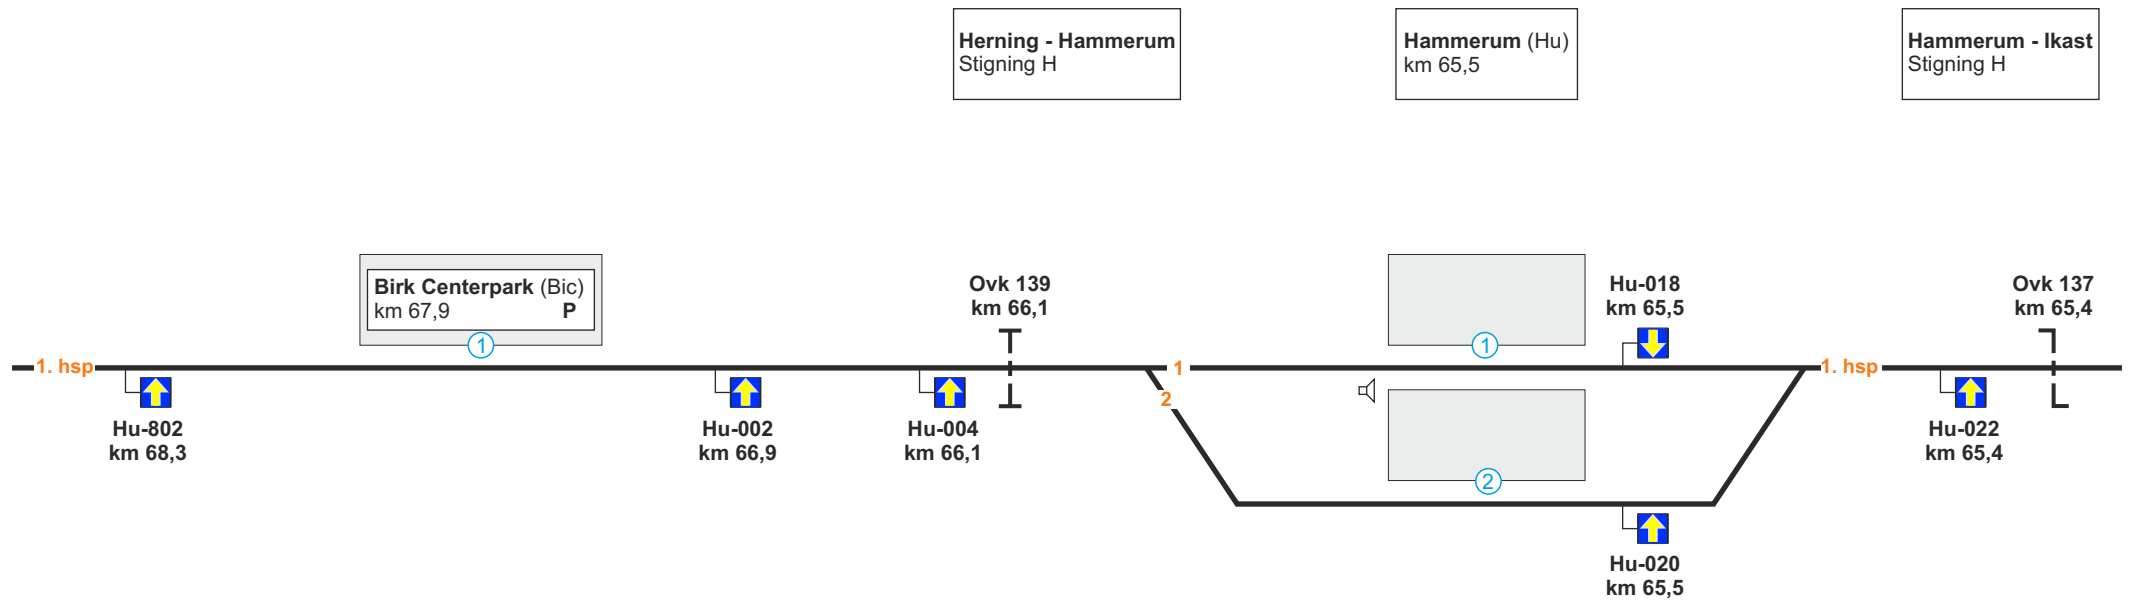 Herning - Hammerum
Stigning H
Hammerum (Hu)
km 65,5
Hammerum - Ikast
Stigning H
Birk Centerpark (Bic)
km 67,9 P
1
Ovk 139
km 66,1
1
Hu-018
km 65,5
Ovk 137
km 65,4
1. hsp
1
1. hsp
2
Hu-802
km 68,3
Hu-002
km 66,9
Hu-004
km 66,1
2
Hu-022
km 65,4
Hu-020
km 65,5